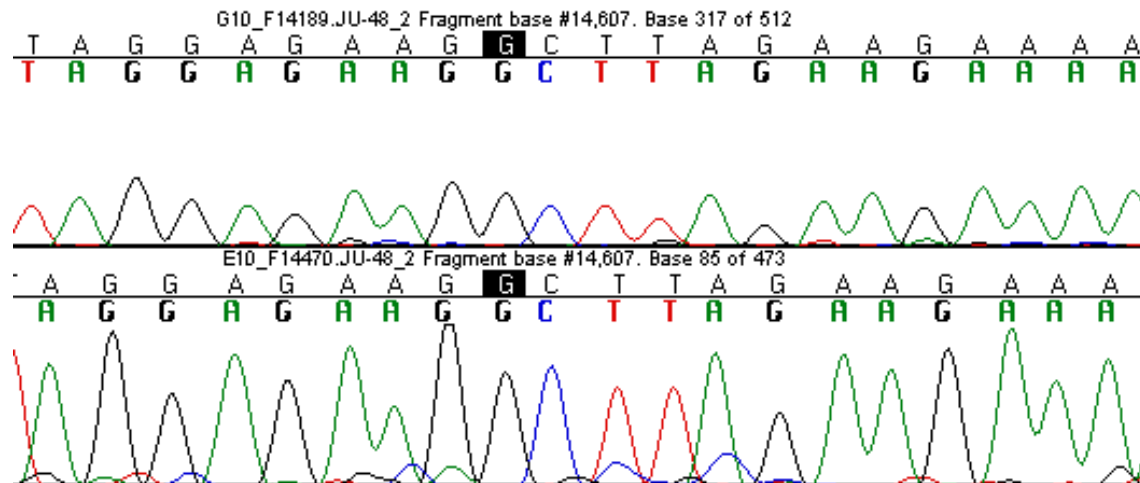 G10_F14189.JU-48_2 Fragment base #14,607. Base 317 of 512
T A G G A G A A G G C T T A G A A G A A A A
T A G G A G A A G G C T T A G A A G A A A A
E10_F14470.JU-48_2 Fragment base #14,607. Base 85 of 473
T A G G A G A A G G C T T A G A A G A A A
A G G A G A A G G C T T A G A A G A A A